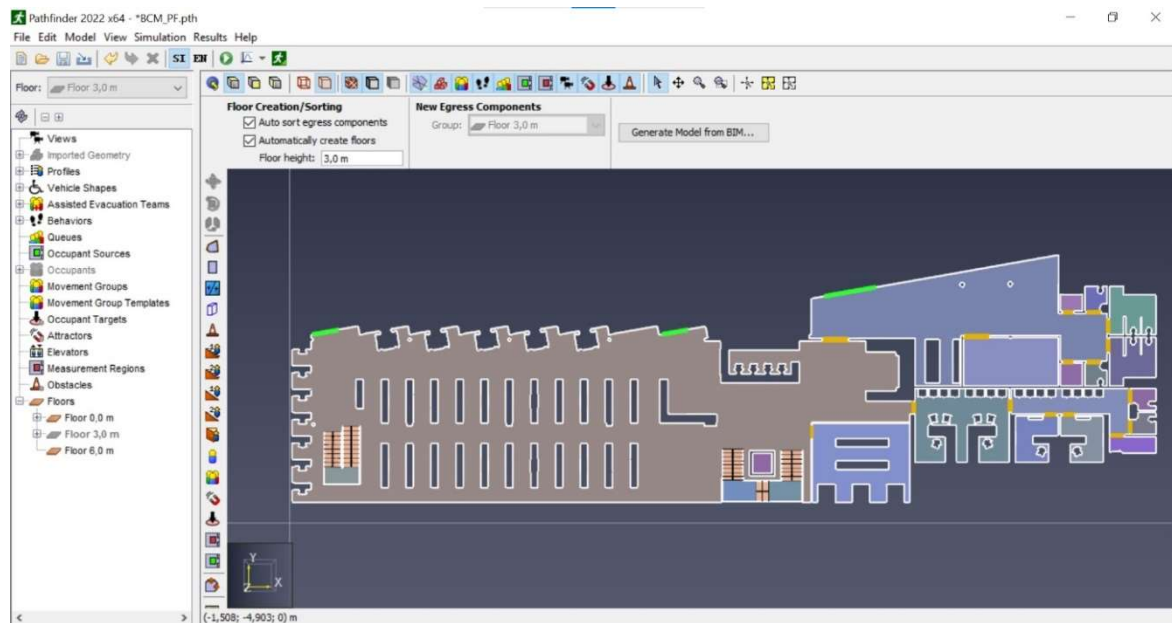 Pathfinder 2022 x64 - *BCM_PF.pth
File Edit Model View Simulation Results Help
SI EN
Floor: Floor 3,0 m
Views
Imported Geometry
Profiles
Vehicle Shapes
Assisted Evacuation Teams
Behaviors
Queues
Occupant Sources
Occupants
Movement Groups
Movement Group Templates
Occupant Targets
Attractors
Elevators
Measurement Regions
Obstacles
Floors
Floor 0,0 m
Floor 3,0 m
Floor 6,0 m
Floor Creation/Sorting
Auto sort egress components
Automatically create floors
Floor height: 3,0 m
New Egress Components
Group: Floor 3,0 m
Generate Model from BIM...
Y
Z X
(-1,508; -4,903; 0) m